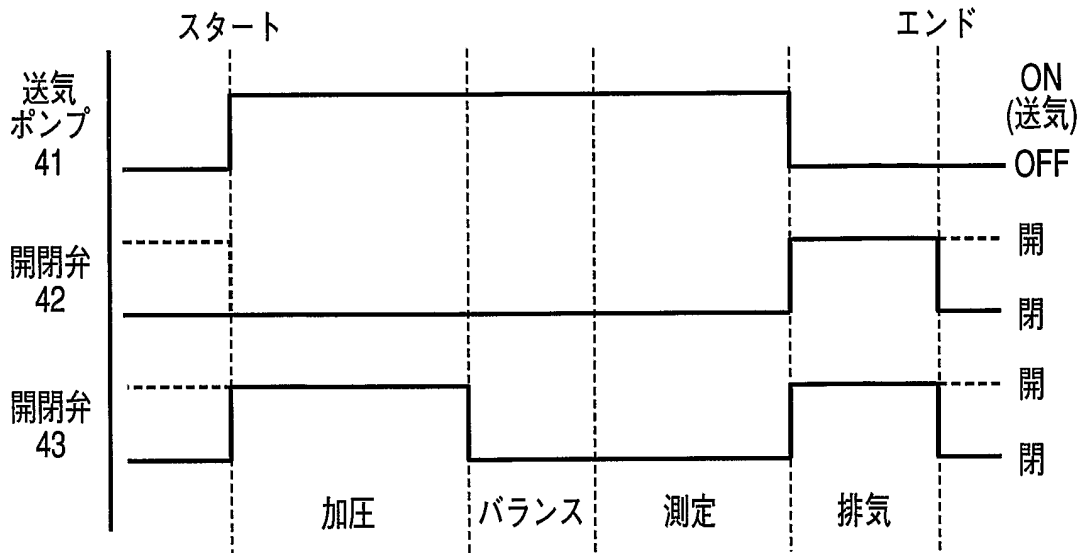 スタート
エンド
送気
ポンプ
41
ON
(送気)
OFF
開閉弁
42
開
閉
開閉弁
43
開
閉
加圧
バランス
測定
排気